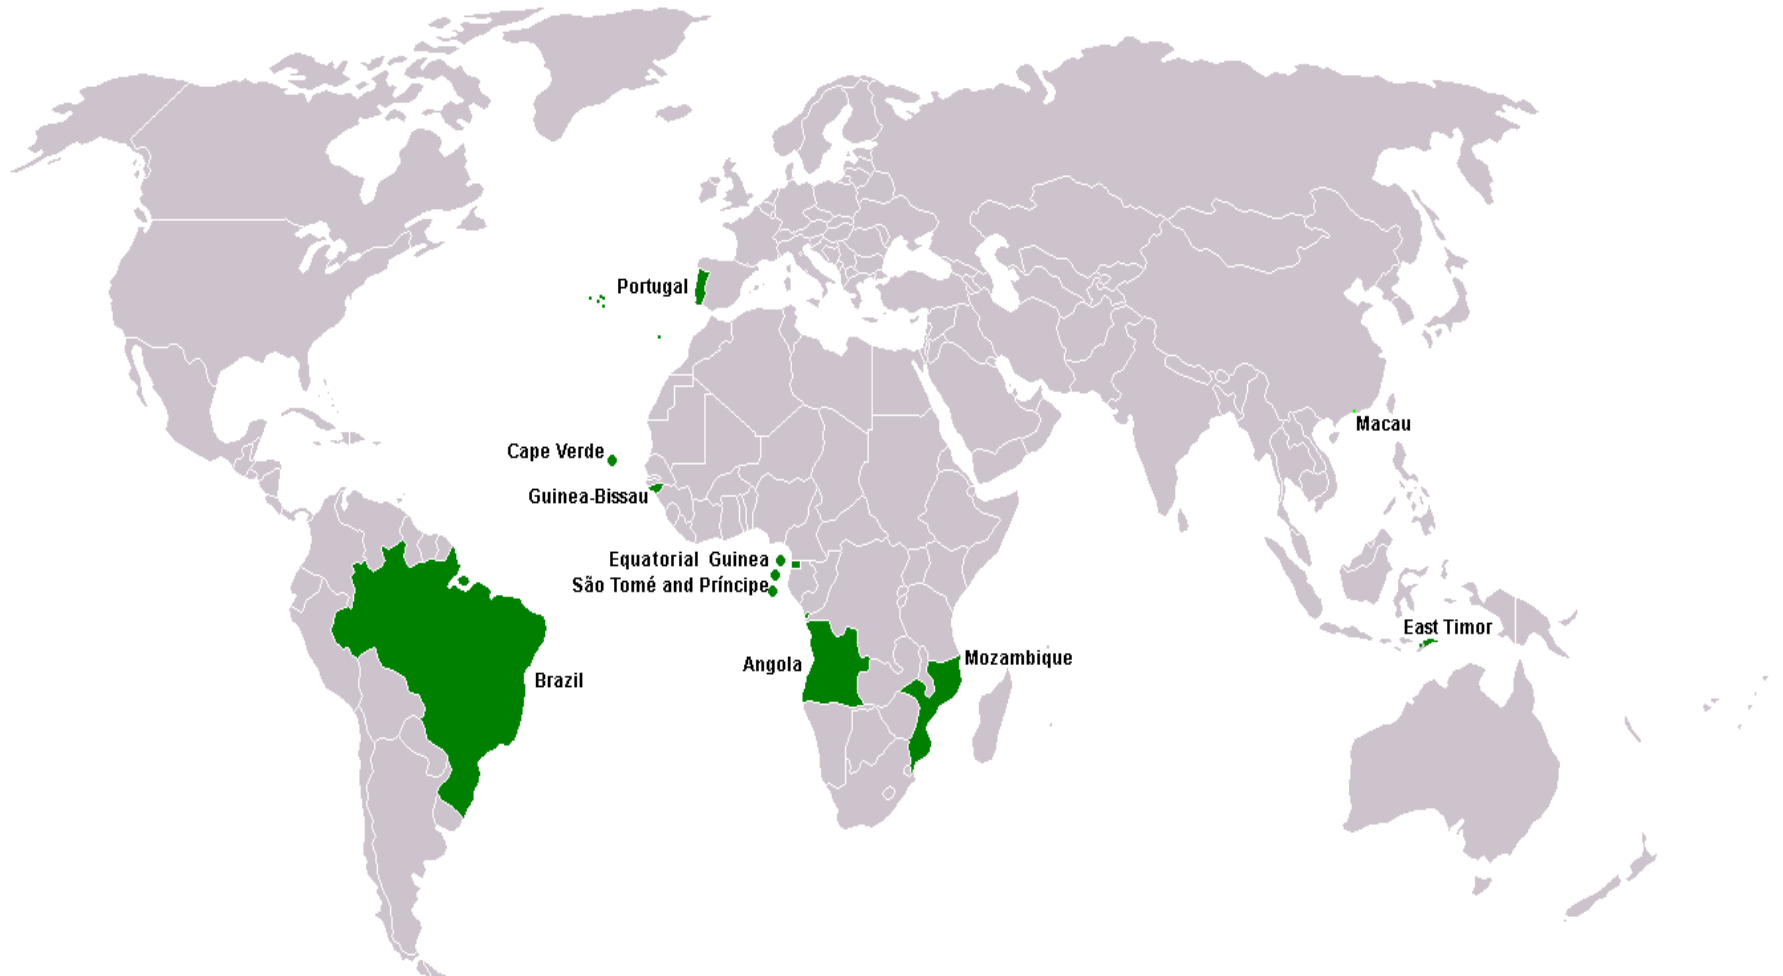 Portugal
Macau
Cape Verde
Guinea-Bissau
Equatorial Guinea
São Tomé and Príncipe
East Timor
Angola
Mozambique
Brazil